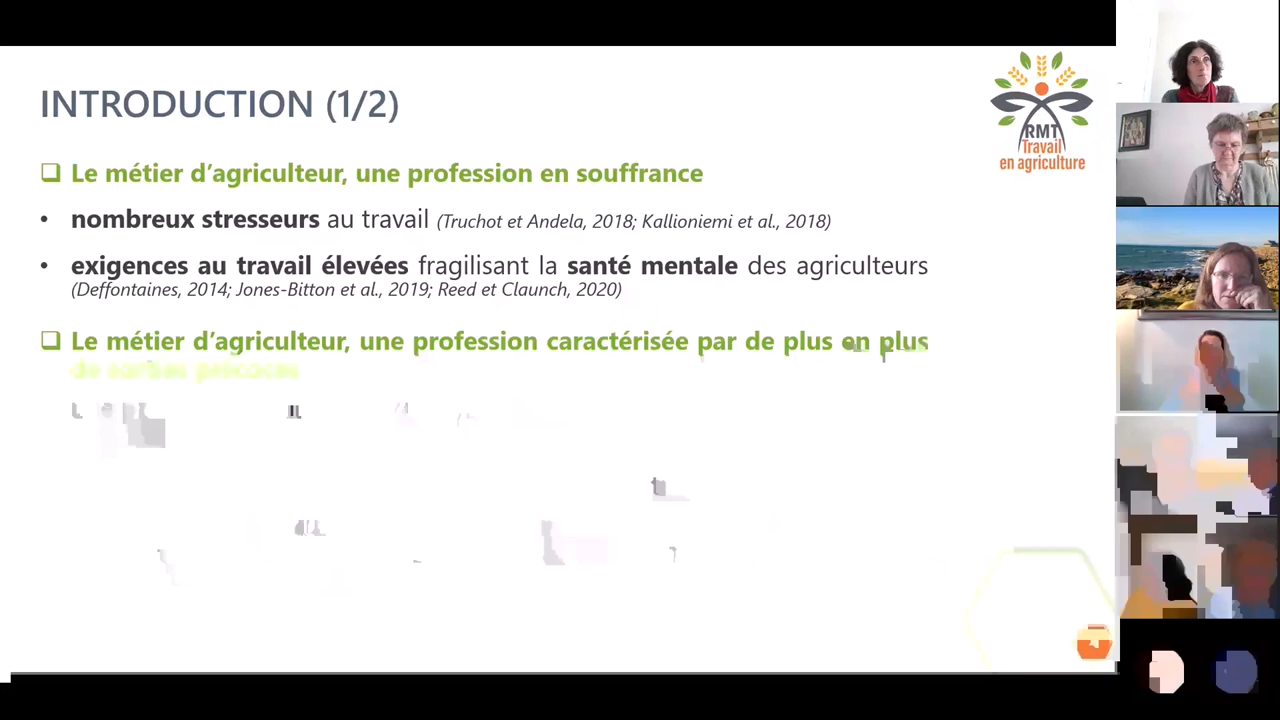 INTRODUCTION (1/2)
RMT
Travail
en agriculture
❑ Le métier d'agriculteur, une profession en souffrance
• nombreux stresseurs au travail (Truchot et Andela, 2018; Kallioniemi et al., 2018)
• exigences au travail élevées fragilisant la santé mentale des agriculteurs
(Deffontaines, 2014; Jones-Bitton et al., 2019; Reed et Claunch, 2020)
❑ Le métier d'agriculteur, une profession caractérisée par de plus en plus
de sorties précoces